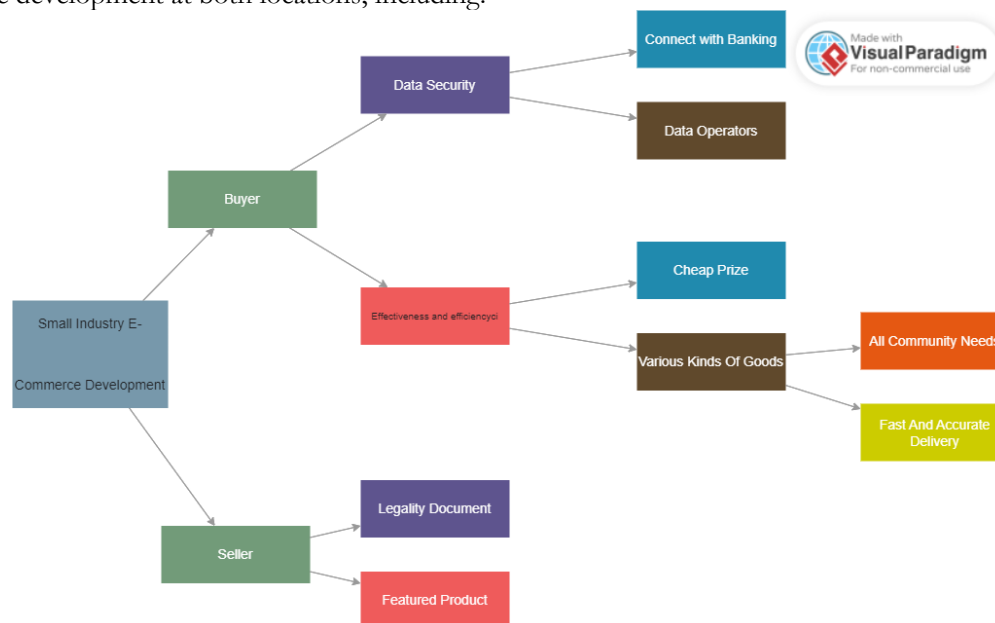 e development at both locations, including:
Connect with Banking
Made with
Visual Paradigm
For non-commercial use
Data Security
Data Operators
Buyer
Cheap Prize
Small Industry E-
Commerce Development
Effectiveness and efficiencyci
Various Kinds Of Goods
All Community Needs
Fast And Accurate
Delivery
Legality Document
Seller
Featured Product